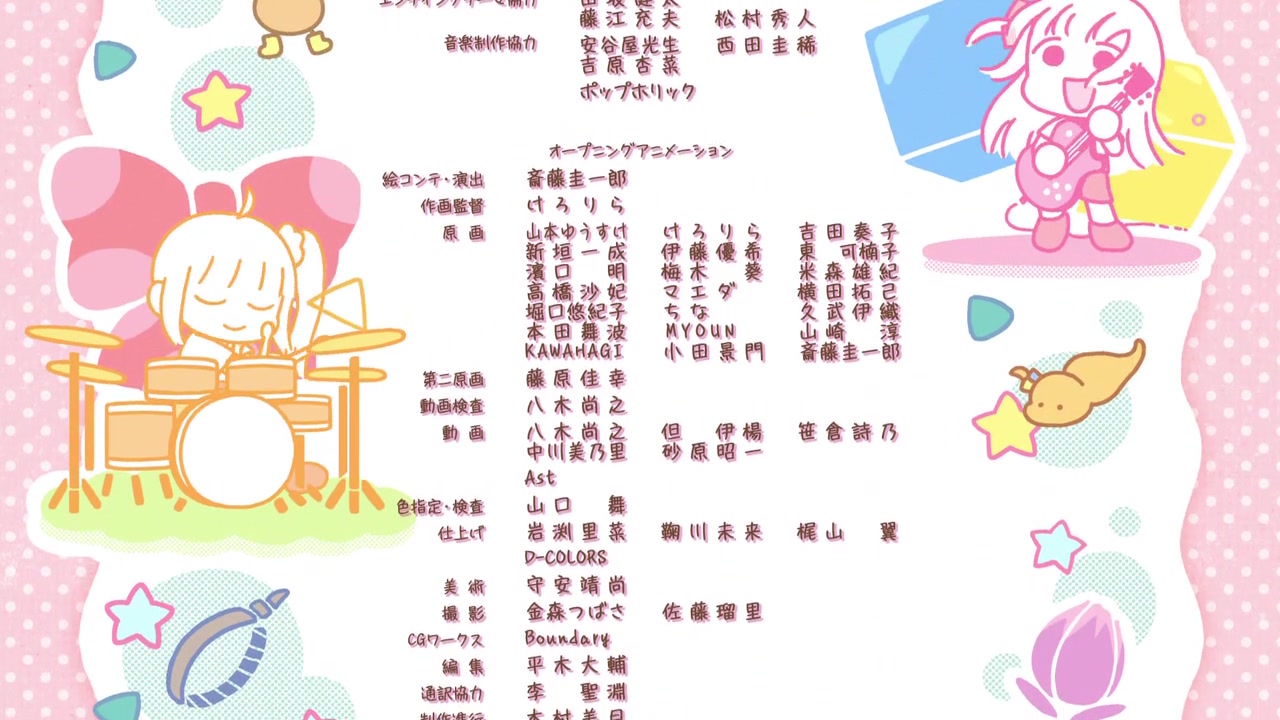 藤江充夫 松村秀人
音楽制作協力 安谷屋光生 西田圭稀
吉原杏菜
ポップホリック
オープニングアニメーション
絵コンテ・演出 斎藤圭一郎
作画監督 けろりら
原画 山本ゆうすけ けろりら 吉田奏子
新垣一成 伊藤優希 東 可楠子
濱口 明 梅木 葵 米森雄紀
高橋沙妃 マエダ 横田拓己
堀口悠紀子 ちな 久武伊織
本田舞波 MYOUN 山崎 淳
KAWAHAGI 小田景門 斎藤圭一郎
第二原画 藤原佳幸
動画検査 八木尚之
動画 八木尚之 但 伊楊 笹倉詩乃
中川美乃里 砂原昭一
Ast
色指定・検査 山口 舞
仕上げ 岩渕里菜 鞠川未来 梶山 翼
D-COLORS
美術 守安靖尚
撮影 金森つばさ 佐藤瑠里
CGワークス Boundary
編集 平木大輔
通訳協力 李 聖淵